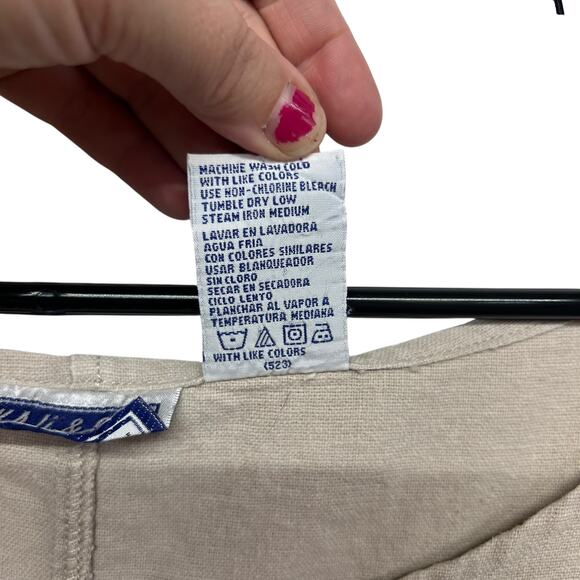 MACHINE WASH COLD
WITH LIKE COLORS
USE NON-CHLORINE BLEACH
TUMBLE DRY LOW
STEAM IRON MEDIUM
LAVAR EN LAVADORA
AGUA FRIA
CON COLORES SIMILARES
USAR BLANQUEADOR
SIN CLORO
SECAR EN SECADORA
CICLO LENTO
PLANCHAR AL VAPOR A
TEMPERATURA MEDIANA
WITH LIKE COLORS
(523)